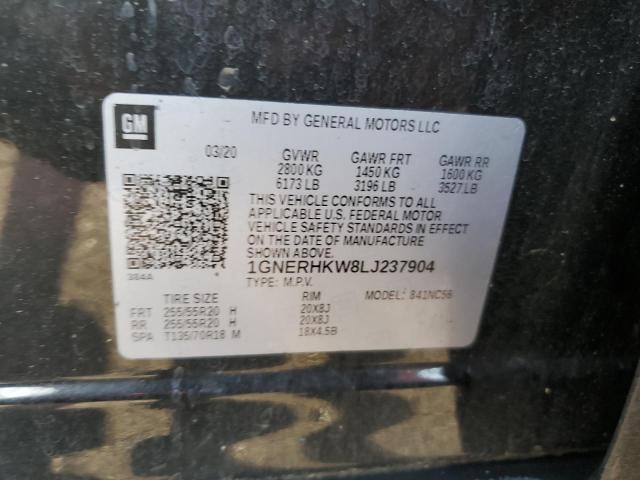 GM
MFD BY GENERAL MOTORS LLC
03/20 GVWR GAWR FRT GAWR RR
2800 KG 1450 KG 1600 KG
6173 LB 3196 LB 3527 LB
THIS VEHICLE CONFORMS TO ALL
APPLICABLE U.S. FEDERAL MOTOR
VEHICLE SAFETY STANDARDS IN EFFECT
ON THE DATE OF MANUFACTURE
SHOWN ABOVE.
384A
1GNERHKW8LJ237904
TYPE: M.P.V. MODEL: 841NC56
TIRE SIZE RIM
FRT 255/55R20 H 20X8J
RR 255/55R20 H 20X8J
SPA T135/70R18 M 18X4.5B